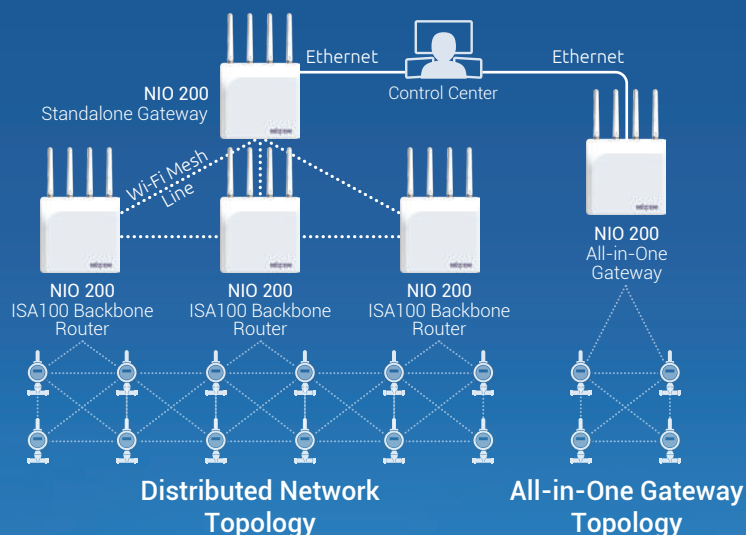 Ethernet
Ethernet
Control Center
NIO 200
Standalone Gateway
Wi-Fi Mesh
Line
NIO 200
All-in-One
Gateway
NIO 200
ISA100 Backbone
Router
NIO 200
ISA100 Backbone
Router
NIO 200
ISA100 Backbone
Router
Distributed Network
Topology
All-in-One Gateway
Topology